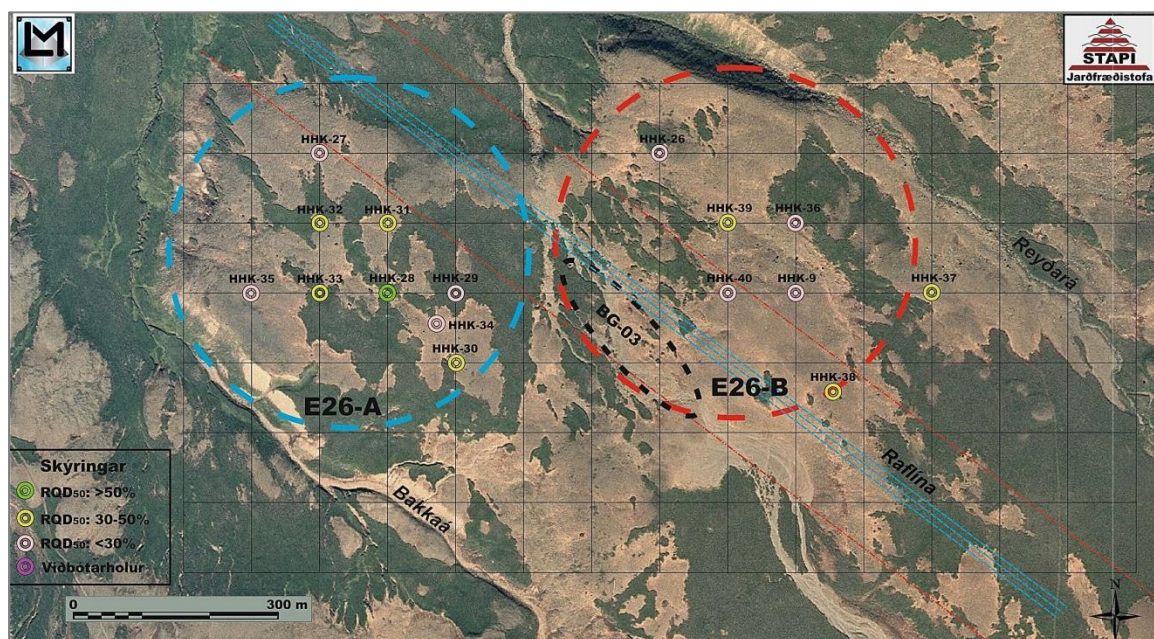 LM
STAPI
Jarðfræðistofa
HHK-27
HHK-26
HHK-32
HHK-31
HHK-39
HHK-36
Reyðará
HHK-35
HHK-33
HHK-28
HHK-29
HHK-40
HHK-9
HHK-37
HHK-34
BG-03
HHK-30
E26-A
E26-B
HHK-38
Raflína
Bakkaá
Skýringar
RQD₅₀: >50%
RQD₅₀: 30-50%
RQD₅₀: <30%
Viðbótarholur
0 300 m
N